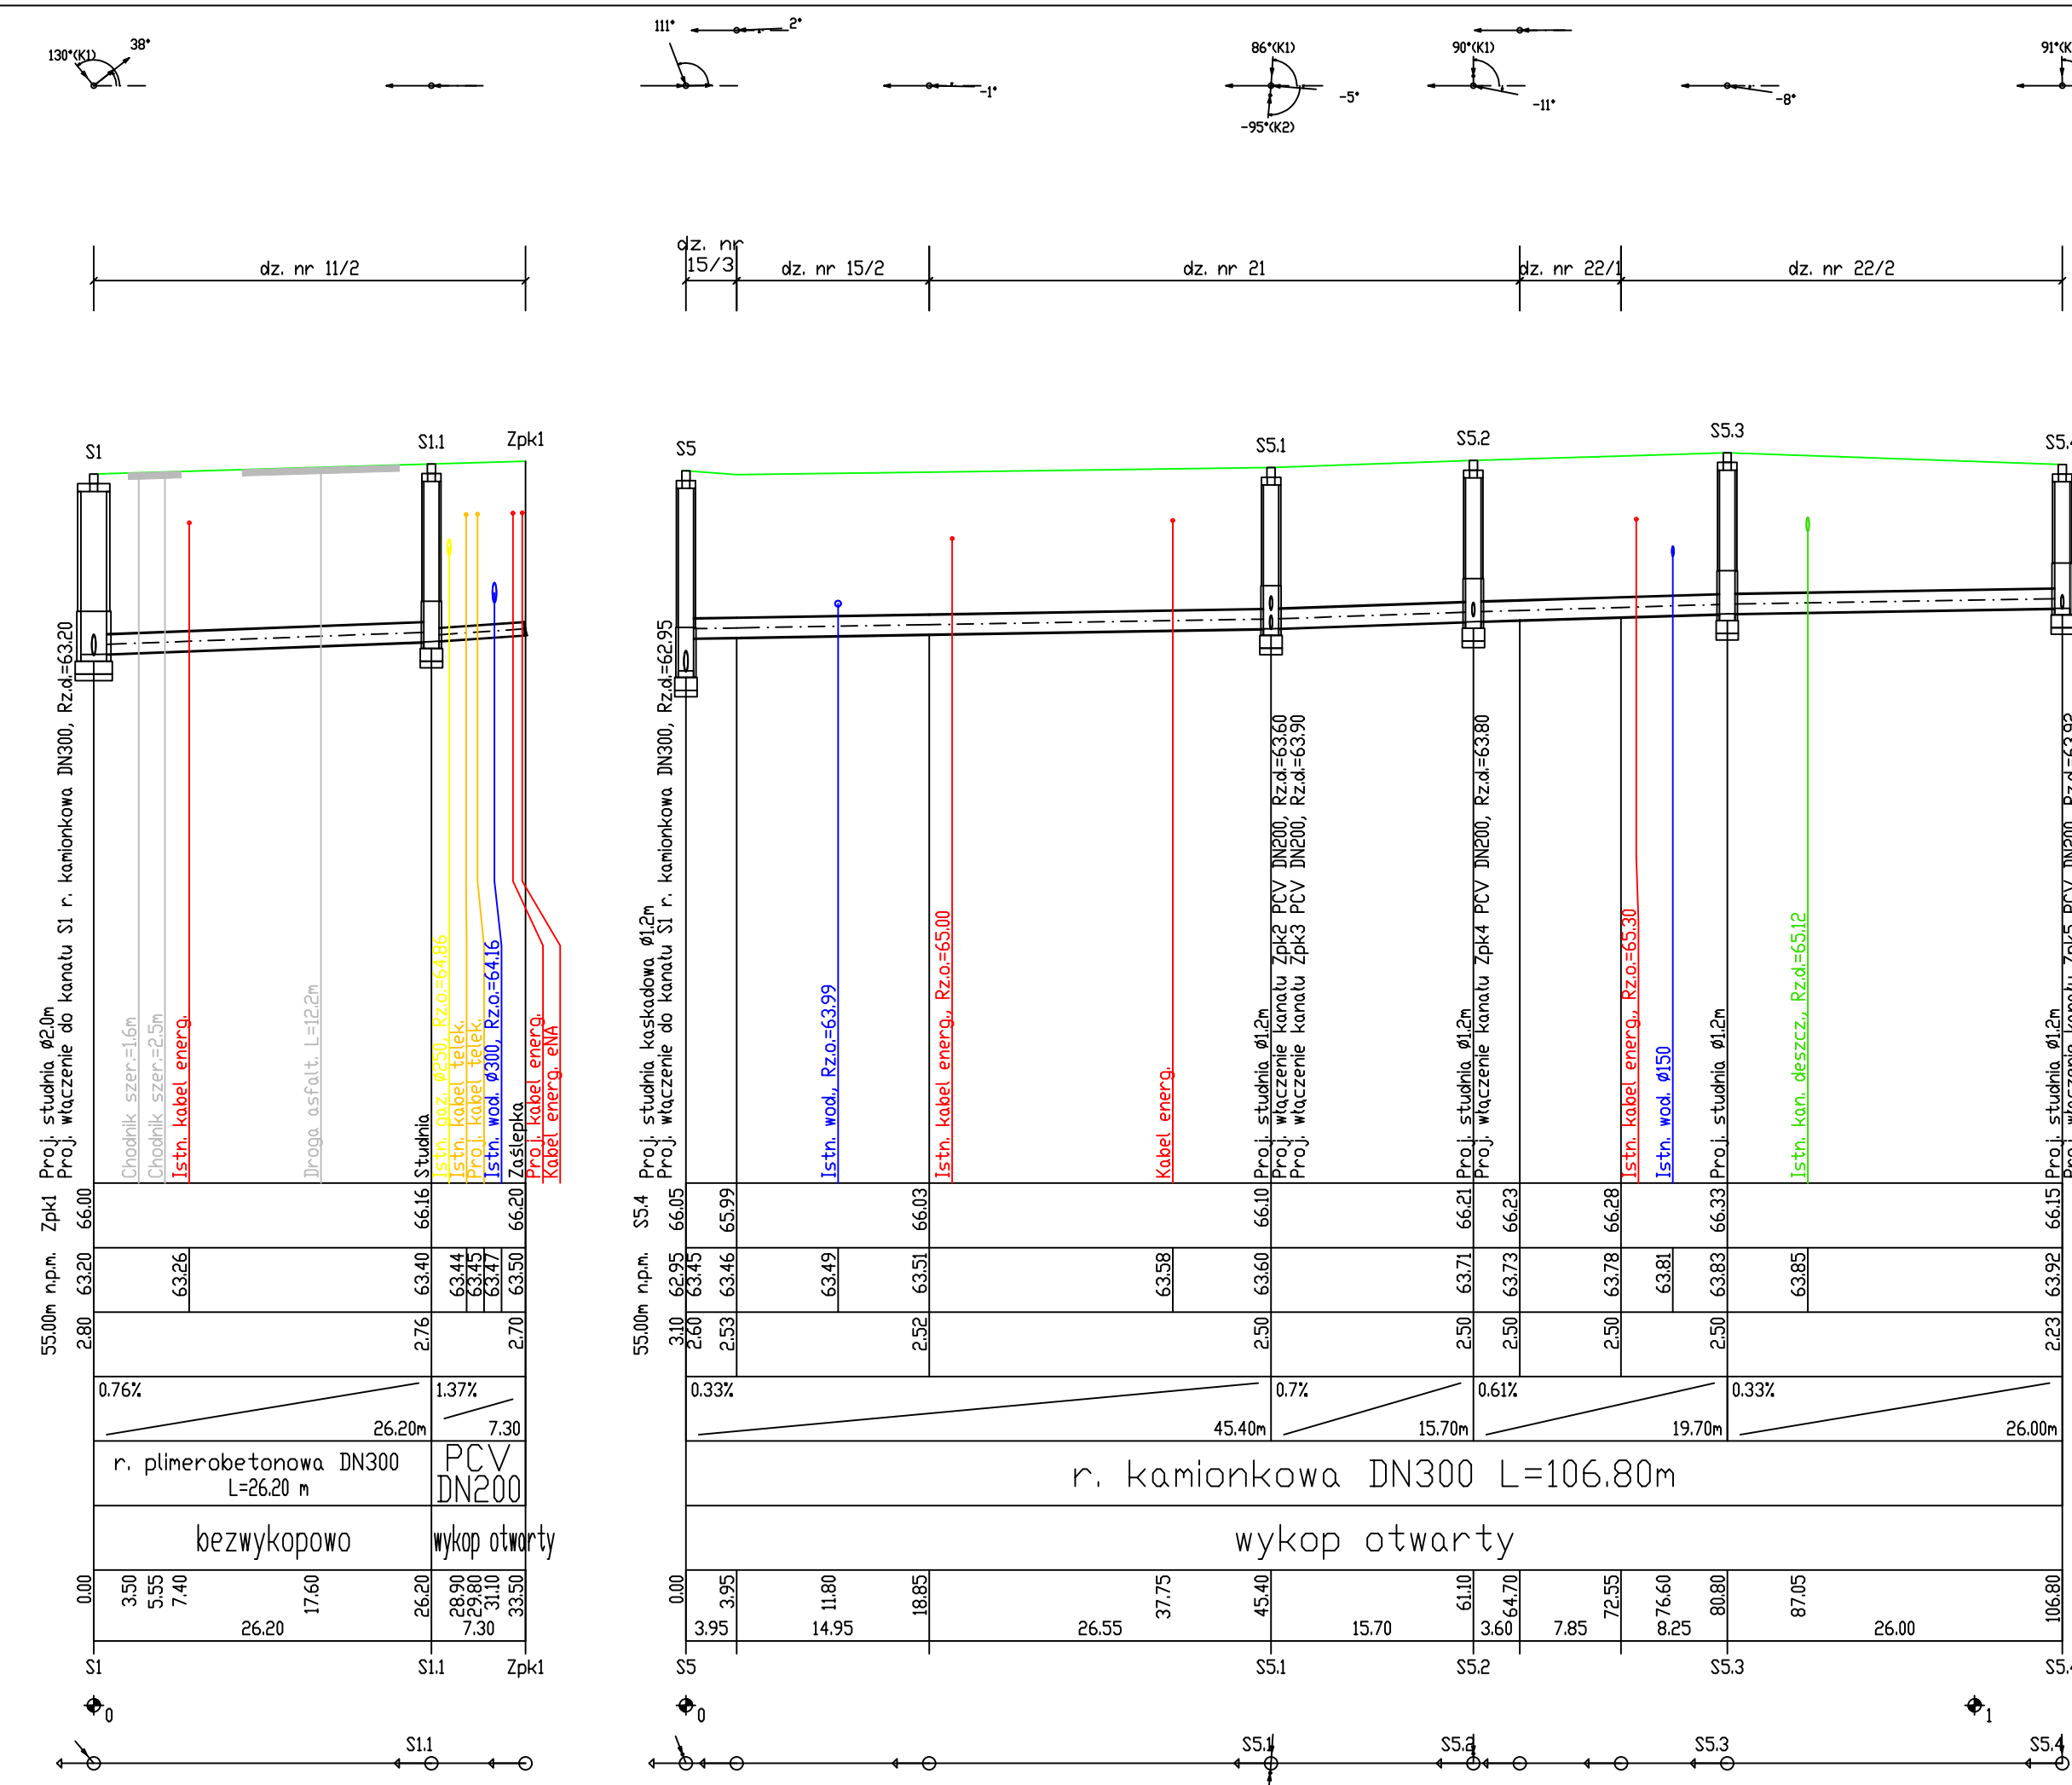 130°(K1)
38°
111°
2°
-1°
86°(K1)
-5°
-95°(K2)
90°(K1)
-11°
-8°
dz. nr 11/2
dz. nr
15/3
dz. nr 15/2
dz. nr 21
dz. nr 22/1
dz. nr 22/2
S1
S1.1
Zpk1
S5
S5.1
S5.2
S5.3
Proj. studnia ø2.0m
Proj. włączenie do kanału S1 r. kamionkowa DN300, Rz.d.=63.20
Chodnik szer.=1.6m
Chodnik szer.=2.5m
Istn. kabel energ.
Droga asfalt. L=12.2m
Studnia
Istn. gaz. ø250, Rz.o.=64.86
Istn. kabel telek.
Proj. kabel telek.
Istn. wod. ø300, Rz.o.=64.16
Zaślepka
Proj. kabel energ.
Kabel energ. eNA
Proj. studnia kaskadowa ø1.2m
Proj. włączenie do kanału S1 r. kamionkowa DN300, Rz.d.=62.95
Istn. wod., Rz.o.=63.99
Istn. kabel energ., Rz.o.=65.00
Kabel energ.
Proj. studnia ø1.2m
Proj. włączenie kanału Zpk2 PCV DN200, Rz.d.=63.60
Proj. włączenie kanału Zpk3 PCV DN200, Rz.d.=63.90
Proj. studnia ø1.2m
Proj. włączenie kanału Zpk4 PCV DN200, Rz.d.=63.80
Istn. kabel energ., Rz.o.=65.30
Istn. wod. ø150
Proj. studnia ø1.2m
Istn. kan. deszcz., Rz.d.=65.12
Proj. studnia ø1.2m
55.00m n.p.m. Zpk1
66.00
66.16
66.20
55.00m n.p.m. S5.4
66.05
65.99
66.03
66.10
66.21
66.23
66.28
66.33
66.15
63.20
63.26
63.40
63.44
63.45
63.47
63.50
62.95
63.45
63.46
63.49
63.51
63.58
63.60
63.71
63.73
63.78
63.81
63.83
63.85
63.92
2.80
2.76
2.70
3.10
2.60
2.53
2.52
2.50
2.50
2.50
2.50
2.50
2.23
0.76%
26.20m
1.37%
7.30
0.33%
45.40m
0.7%
15.70m
0.61%
19.70m
0.33%
26.00m
r. plimerobetonowa DN300
L=26.20 m
PCV
DN200
r. kamionkowa DN300 L=106.80m
bezwykopowo
wykop otwarty
wykop otwarty
0.00
3.50
5.55
7.40
17.60
26.20
28.90
29.80
31.10
33.50
0.00
3.95
11.80
18.85
37.75
45.40
61.10
64.70
72.55
76.60
80.80
87.05
106.80
26.20
7.30
3.95
14.95
26.55
15.70
3.60
7.85
8.25
26.00
S1
S1.1
Zpk1
S5
S5.1
S5.2
S5.3
0
0
1
S1.1
S5.1
S5.2
S5.3
S5.4